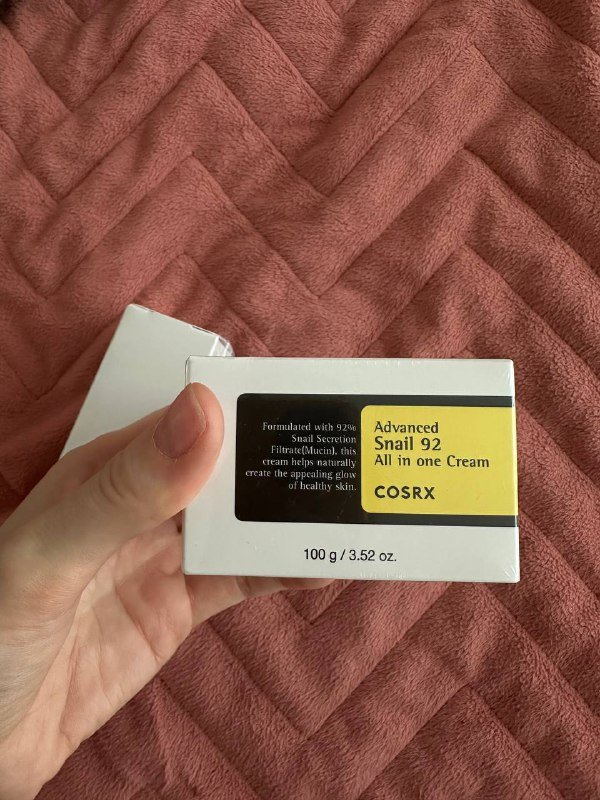 Formulated with 92%
Snail Secretion
Filtrate(Mucin), this
cream helps naturally
create the appealing glow
of healthy skin.
Advanced
Snail 92
All in one Cream
COSRX
100 g / 3.52 oz.